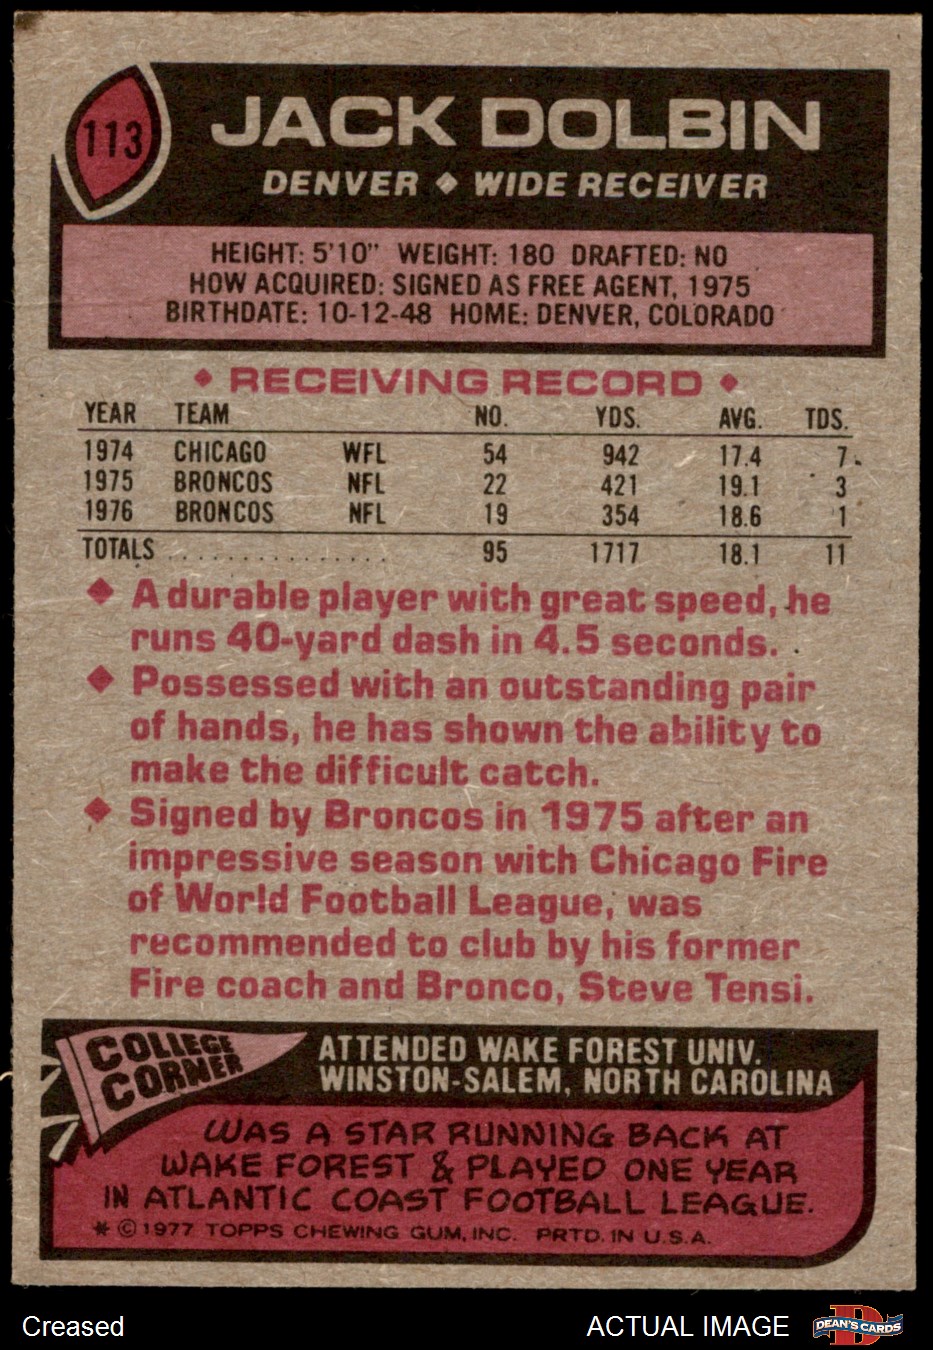 113
JACK DOLBIN
DENVER ◆ WIDE RECEIVER
HEIGHT: 5'10" WEIGHT: 180 DRAFTED: NO
HOW ACQUIRED: SIGNED AS FREE AGENT, 1975
BIRTHDATE: 10-12-48 HOME: DENVER, COLORADO
◆ RECEIVING RECORD ◆
YEAR TEAM NO. YDS. AVG. TDS.
1974 CHICAGO WFL 54 942 17.4 7
1975 BRONCOS NFL 22 421 19.1 3
1976 BRONCOS NFL 19 354 18.6 1
TOTALS . . . . . . . . . . . . . . . 95 1717 18.1 11
◆ A durable player with great speed, he
runs 40-yard dash in 4.5 seconds.
◆ Possessed with an outstanding pair
of hands, he has shown the ability to
make the difficult catch.
◆ Signed by Broncos in 1975 after an
impressive season with Chicago Fire
of World Football League, was
recommended to club by his former
Fire coach and Bronco, Steve Tensi.
COLLEGE
CORNER
ATTENDED WAKE FOREST UNIV.
WINSTON-SALEM, NORTH CAROLINA
WAS A STAR RUNNING BACK AT
WAKE FOREST & PLAYED ONE YEAR
IN ATLANTIC COAST FOOTBALL LEAGUE.
* © 1977 TOPPS CHEWING GUM, INC. PRTD. IN U.S.A.
Creased
ACTUAL IMAGE
D
DEAN'S CARDS